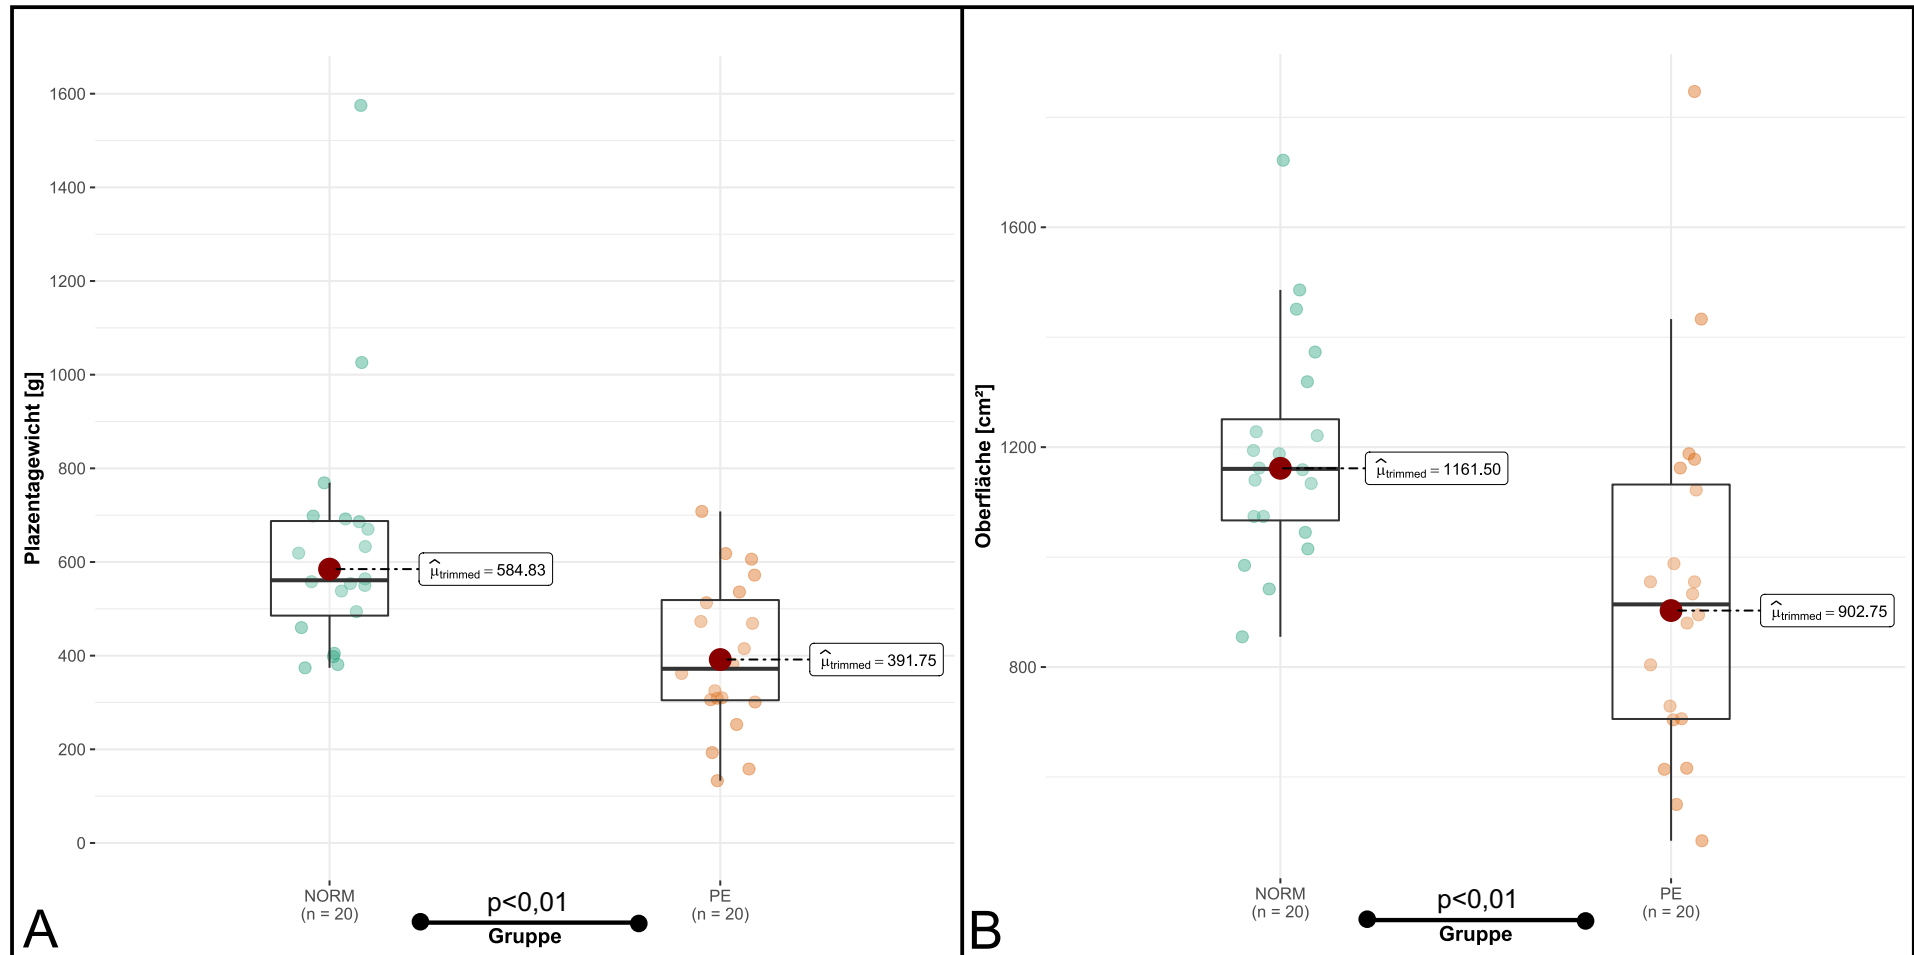 Plazentagewicht [g]
1600
1400
1200
1000
800
600
400
200
0
μ̂trimmed = 584.83
μ̂trimmed = 391.75
NORM
(n = 20)
PE
(n = 20)
p<0,01
Gruppe
A
Oberfläche [cm²]
1600
1200
800
μ̂trimmed = 1161.50
μ̂trimmed = 902.75
NORM
(n = 20)
PE
(n = 20)
p<0,01
Gruppe
B